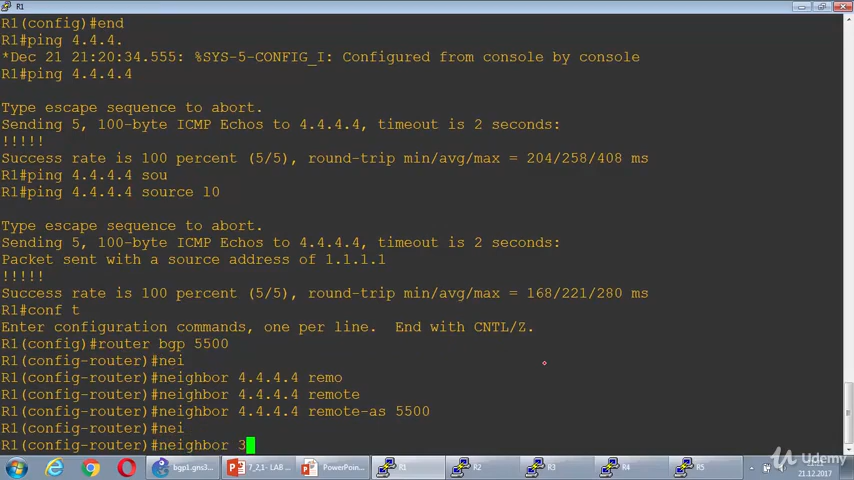 R1
R1(config)#end
R1#ping 4.4.4.
*Dec 21 21:20:34.555: %SYS-5-CONFIG_I: Configured from console by console
R1#ping 4.4.4.4
Type escape sequence to abort.
Sending 5, 100-byte ICMP Echos to 4.4.4.4, timeout is 2 seconds:
!!!!!
Success rate is 100 percent (5/5), round-trip min/avg/max = 204/258/408 ms
R1#ping 4.4.4.4 sou
R1#ping 4.4.4.4 source l0
Type escape sequence to abort.
Sending 5, 100-byte ICMP Echos to 4.4.4.4, timeout is 2 seconds:
Packet sent with a source address of 1.1.1.1
!!!!!
Success rate is 100 percent (5/5), round-trip min/avg/max = 168/221/280 ms
R1#conf t
Enter configuration commands, one per line.  End with CNTL/Z.
R1(config)#router bgp 5500
R1(config-router)#nei
R1(config-router)#neighbor 4.4.4.4 remo
R1(config-router)#neighbor 4.4.4.4 remote
R1(config-router)#neighbor 4.4.4.4 remote-as 5500
R1(config-router)#nei
R1(config-router)#neighbor 3
bgp1.gns3... 7_2_1- LAB ... PowerPoin... R1 R2 R3 R4 R5
Udemy
21.12.2017